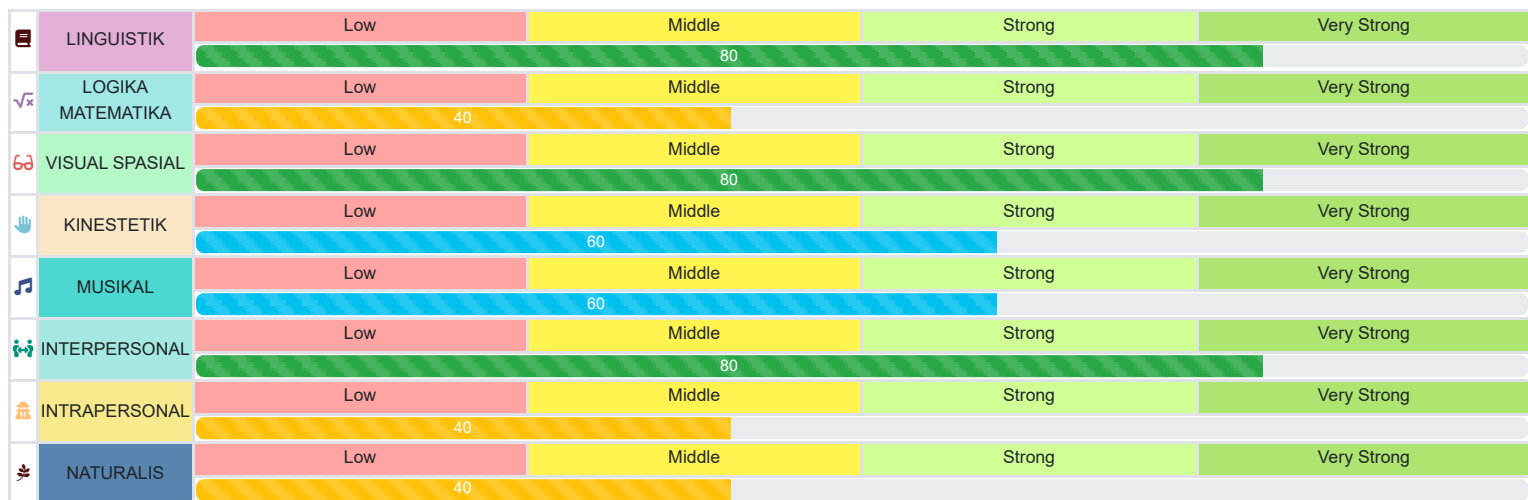 LINGUISTIK
Low Middle Strong Very Strong
80
LOGIKA
MATEMATIKA
Low Middle Strong Very Strong
40
VISUAL SPASIAL
Low Middle Strong Very Strong
80
KINESTETIK
Low Middle Strong Very Strong
60
MUSIKAL
Low Middle Strong Very Strong
60
INTERPERSONAL
Low Middle Strong Very Strong
80
INTRAPERSONAL
Low Middle Strong Very Strong
40
NATURALIS
Low Middle Strong Very Strong
40